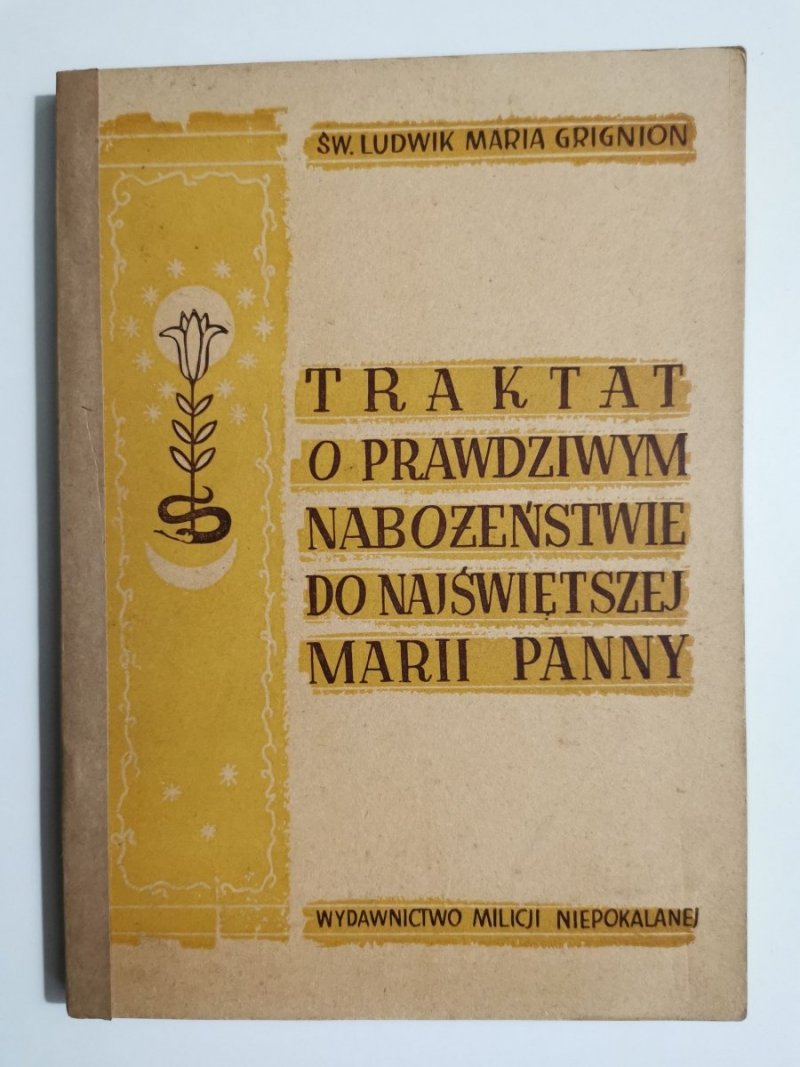 ŚW. LUDWIK MARIA GRIGNION
TRAKTAT
O PRAWDZIWYM
NABOŻEŃSTWIE
DO NAJŚWIĘTSZEJ
MARII PANNY
WYDAWNICTWO MILICJI NIEPOKALANEJ